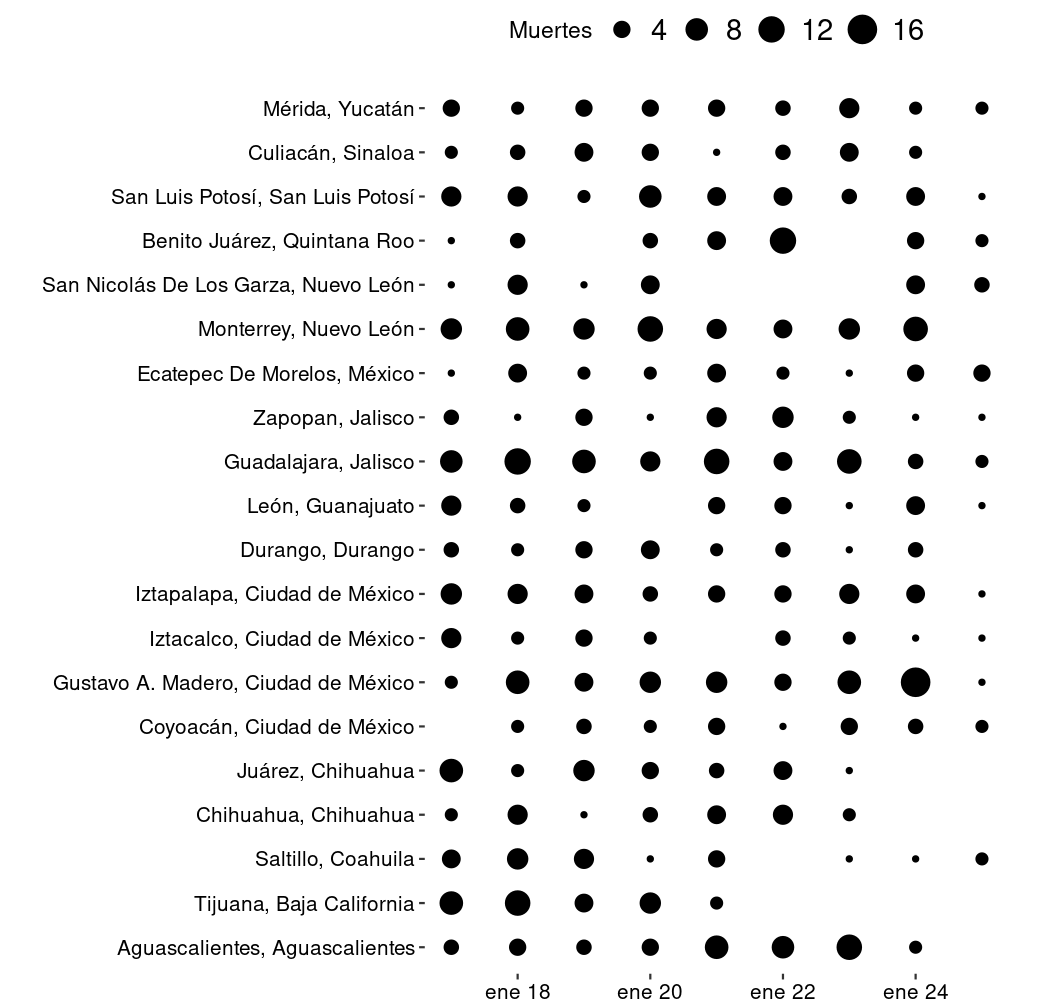 Muertes 4 8 12 16
Mérida, Yucatán
Culiacán, Sinaloa
San Luis Potosí, San Luis Potosí
Benito Juárez, Quintana Roo
San Nicolás De Los Garza, Nuevo León
Monterrey, Nuevo León
Ecatepec De Morelos, México
Zapopan, Jalisco
Guadalajara, Jalisco
León, Guanajuato
Durango, Durango
Iztapalapa, Ciudad de México
Iztacalco, Ciudad de México
Gustavo A. Madero, Ciudad de México
Coyoacán, Ciudad de México
Juárez, Chihuahua
Chihuahua, Chihuahua
Saltillo, Coahuila
Tijuana, Baja California
Aguascalientes, Aguascalientes
ene 18 ene 20 ene 22 ene 24